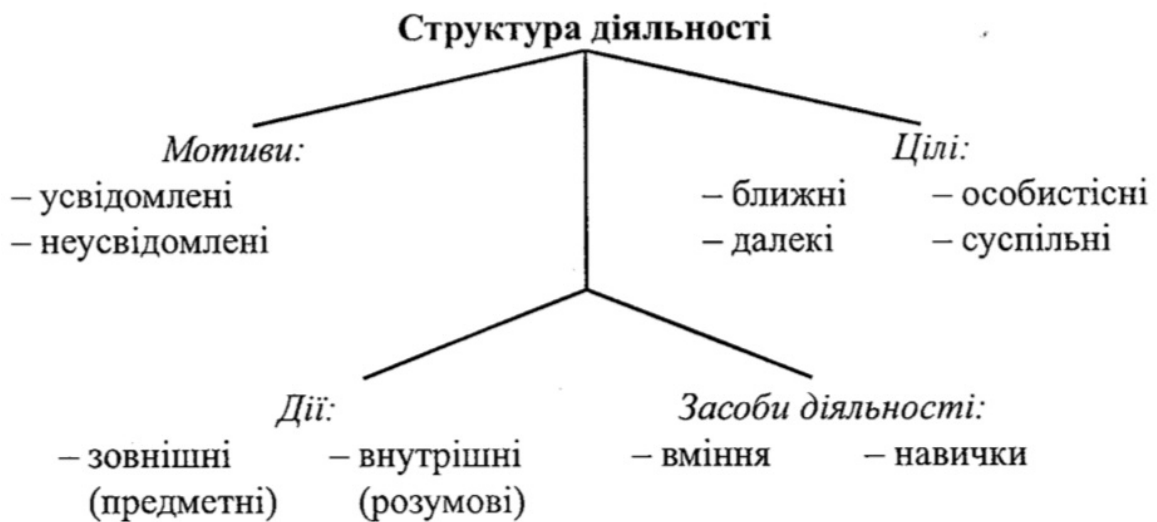 Структура діяльності
Мотиви:
– усвідомлені
– неусвідомлені
Цілі:
– ближні – особистісні
– далекі – суспільні
Дії:
– зовнішні – внутрішні
(предметні) (розумові)
Засоби діяльності:
– вміння – навички